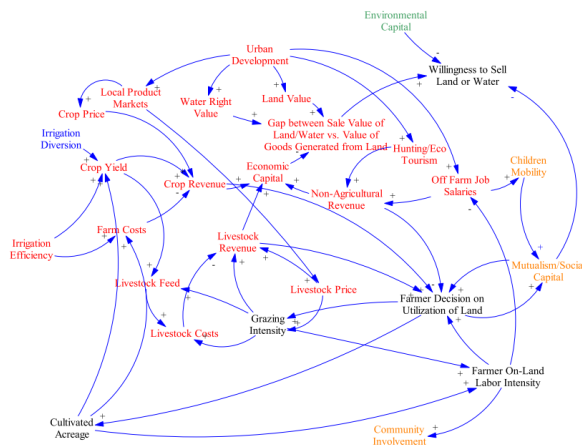 Environmental
Capital
Urban
Development
Willingness to Sell
Land or Water
Local Product
Markets
Crop Price
Water Right
Value
Land Value
Gap between Sale Value of
Land/Water vs. Value of
Goods Generated from Land
Hunting/Eco
Tourism
Irrigation
Diversion
Crop Yield
Crop Revenue
Economic
Capital
Non-Agricultural
Revenue
Off Farm Job
Salaries
Children
Mobility
Irrigation
Efficiency
Farm Costs
Livestock
Revenue
Mutualism/Social
Capital
Livestock Feed
Livestock Price
Farmer Decision on
Utilization of Land
Grazing
Intensity
Livestock Costs
Farmer On-Land
Labor Intensity
Cultivated
Acreage
Community
Involvement